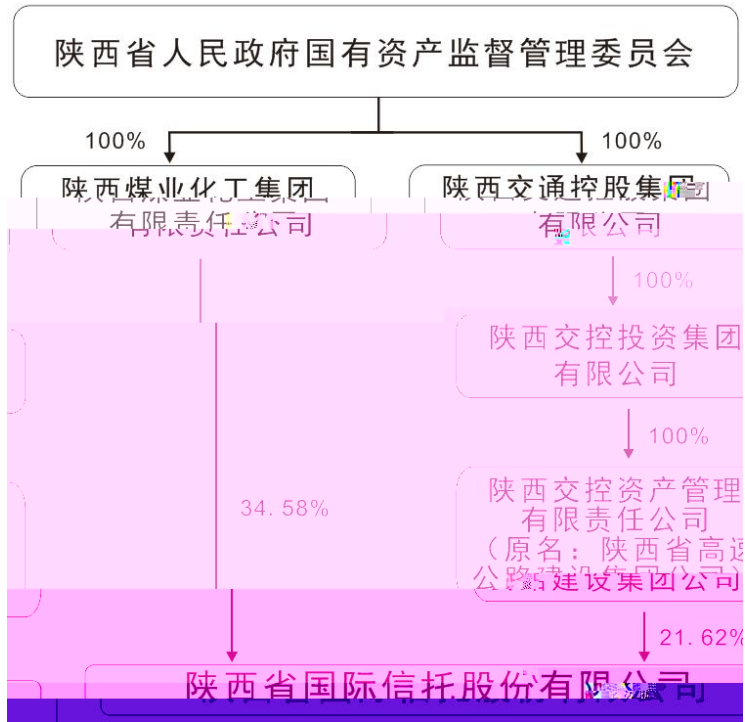 陕西省人民政府国有资产监督管理委员会
100%
100%
陕西煤业化工集团
有限责任公司
陕西交通控股集团
有限公司
100%
陕西交控投资集团
有限公司
100%
34.58%
陕西交控资产管理
有限责任公司
（原名：陕西省高速
公路建设集团公司）
21.62%
陕西省国际信托股份有限公司